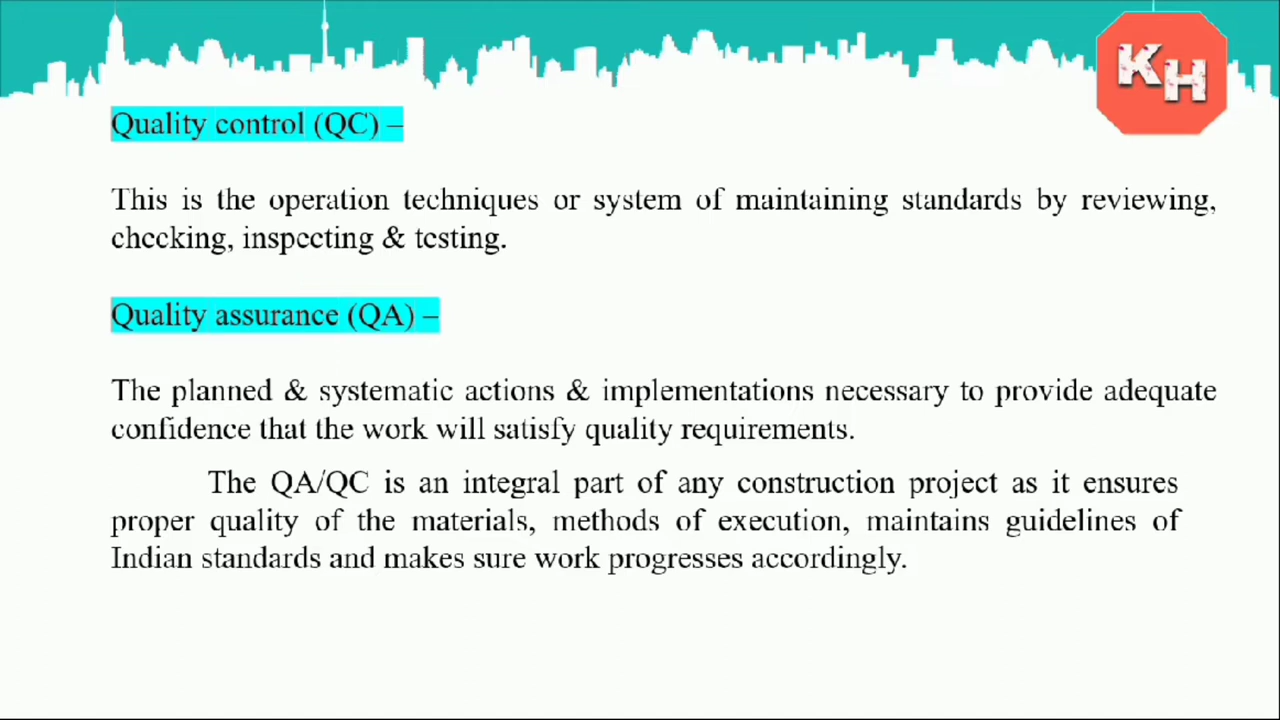 KH
Quality control (QC) –
This is the operation techniques or system of maintaining standards by reviewing,
checking, inspecting & testing.
Quality assurance (QA) –
The planned & systematic actions & implementations necessary to provide adequate
confidence that the work will satisfy quality requirements.
The QA/QC is an integral part of any construction project as it ensures
proper quality of the materials, methods of execution, maintains guidelines of
Indian standards and makes sure work progresses accordingly.